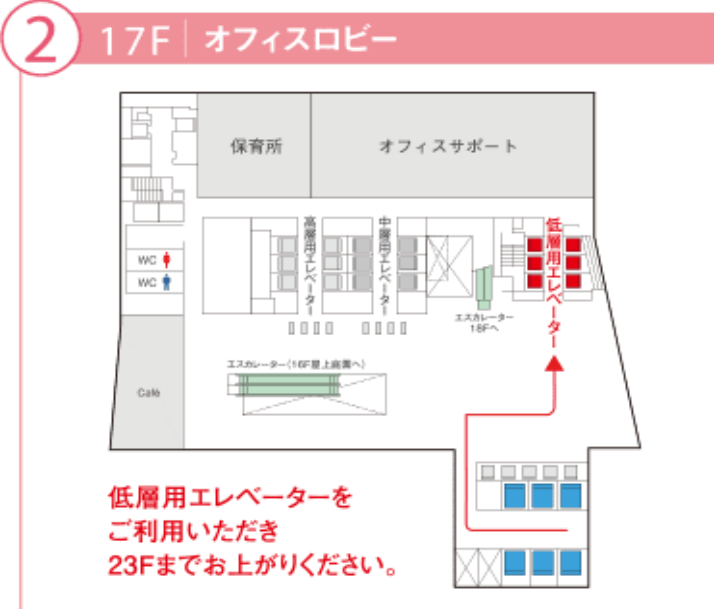 2 17F オフィスロビー
保育所
オフィスサポート
高層用エレベーター
中層用エレベーター
低層用エレベーター
WC
WC
エスカレーター
18Fへ
エスカレーター(16F屋上庭園へ)
Café
低層用エレベーターを
ご利用いただき
23Fまでお上がりください。